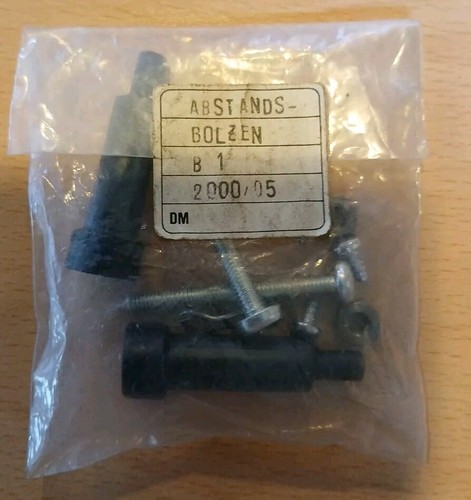 ABSTANDS-
BOLZEN
B 1
2000/05
DM